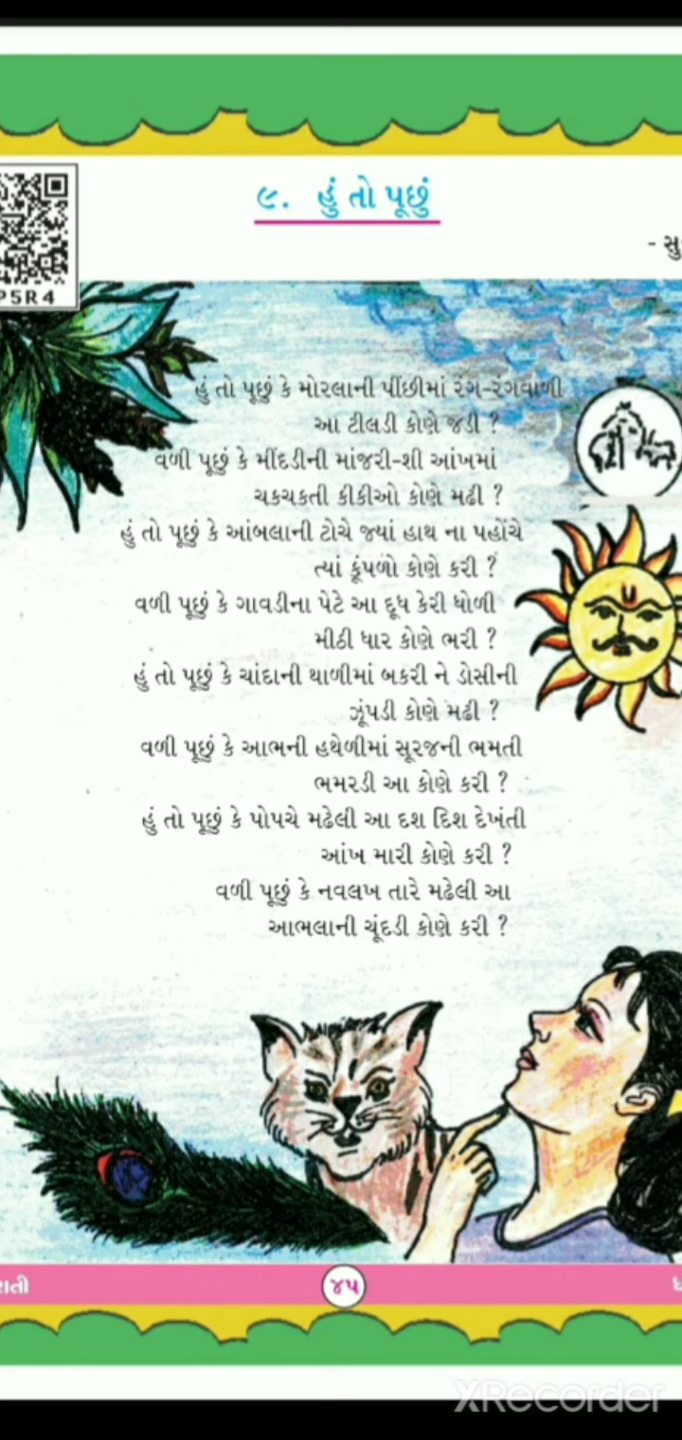 ૯. હું તો પૂછું
P5R4
હું તો પૂછું કે મોરલાની પીંછીમાં રંગ-રંગવાળી
આ ટીલડી કોણે જડી ?
વળી પૂછું કે મીંદડીની માંજરી-શી આંખમાં
ચકચકતી કીકીઓ કોણે મઢી ?
હું તો પૂછું કે આંબલાની ટોચે જ્યાં હાથ ના પહોંચે
ત્યાં કૂંપળો કોણે કરી ?
વળી પૂછું કે ગાવડીના પેટે આ દૂધ કેરી ધોળી
મીઠી ધાર કોણે ભરી ?
હું તો પૂછું કે ચાંદાની થાળીમાં બકરી ને ડોસીની
ઝૂંપડી કોણે મઢી ?
વળી પૂછું કે આભની હથેળીમાં સૂરજની ભમતી
ભમરડી આ કોણે કરી ?
હું તો પૂછું કે પોપચે મઢેલી આ દશ દિશ દેખંતી
આંખ મારી કોણે કરી ?
વળી પૂછું કે નવલખ તારે મઢેલી આ
આભલાની ચૂંદડી કોણે કરી ?
૪૫
XRecorder